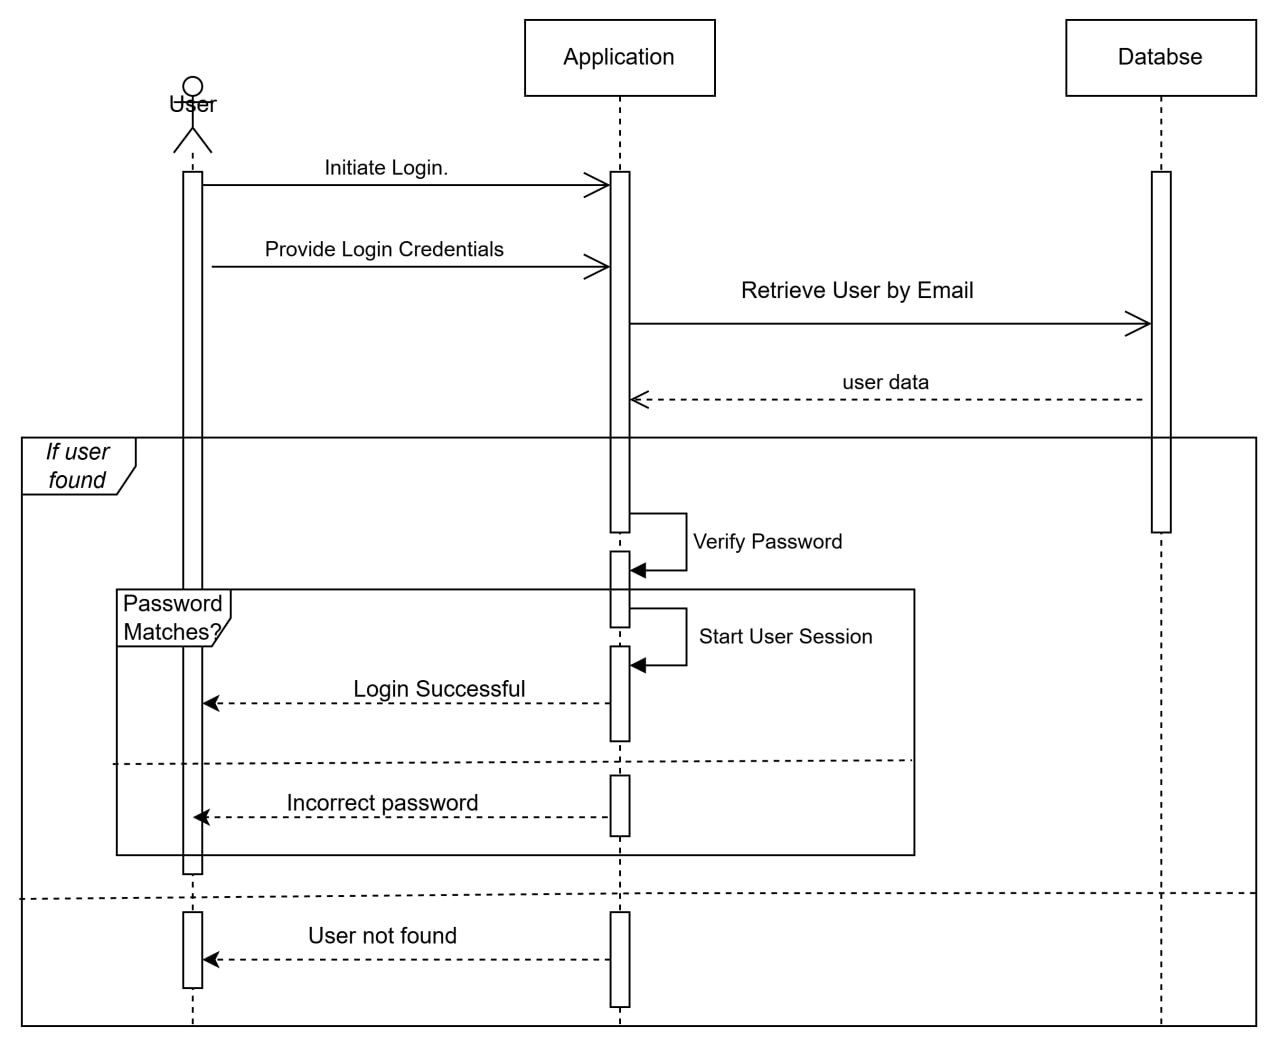 Application
Databse
User
Initiate Login.
Provide Login Credentials
Retrieve User by Email
user data
If user
found
Verify Password
Password
Matches?
Start User Session
Login Successful
Incorrect password
User not found